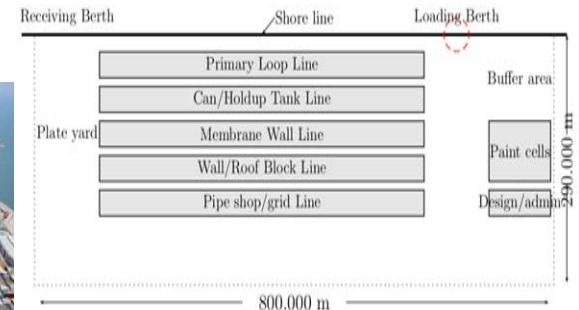 Receiving Berth
Shore line
Loading Berth
Primary Loop Line
Buffer area
Can/Holdup Tank Line
Plate yard
Membrane Wall Line
Paint cells
Wall/Roof Block Line
Pipe shop/grid Line
Design/admin
290.000 m
800.000 m